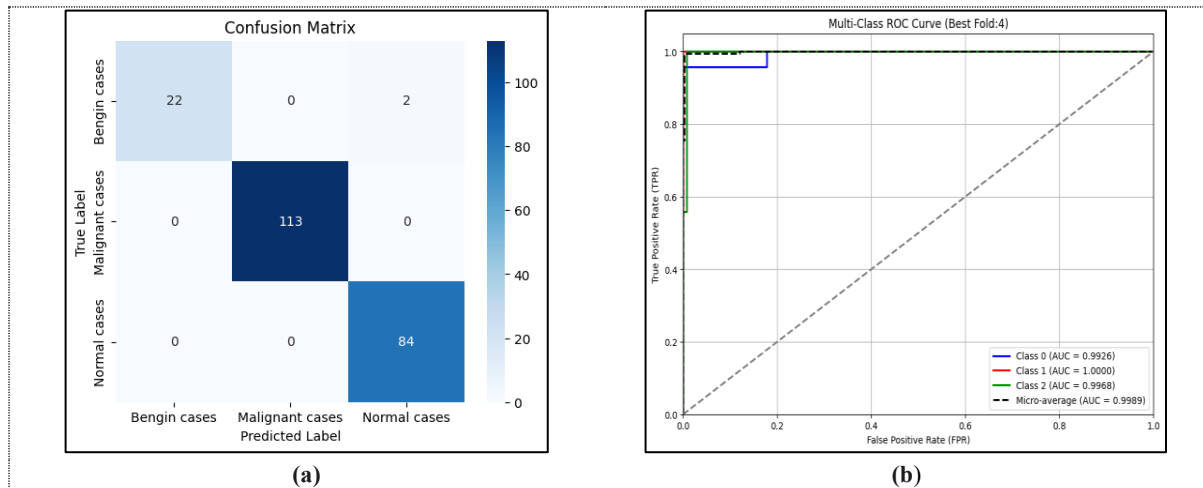 Confusion Matrix
True Label
Bengin cases
Malignant cases
Normal cases
22 0 2
0 113 0
0 0 84
Bengin cases Malignant cases Normal cases
Predicted Label
100
80
60
40
20
0
(a)
Multi-Class ROC Curve (Best Fold:4)
True Positive Rate (TPR)
1.0
0.8
0.6
0.4
0.2
0.0
0.0 0.2 0.4 0.6 0.8 1.0
False Positive Rate (FPR)
Class 0 (AUC = 0.9926)
Class 1 (AUC = 1.0000)
Class 2 (AUC = 0.9968)
Micro-average (AUC = 0.9989)
(b)